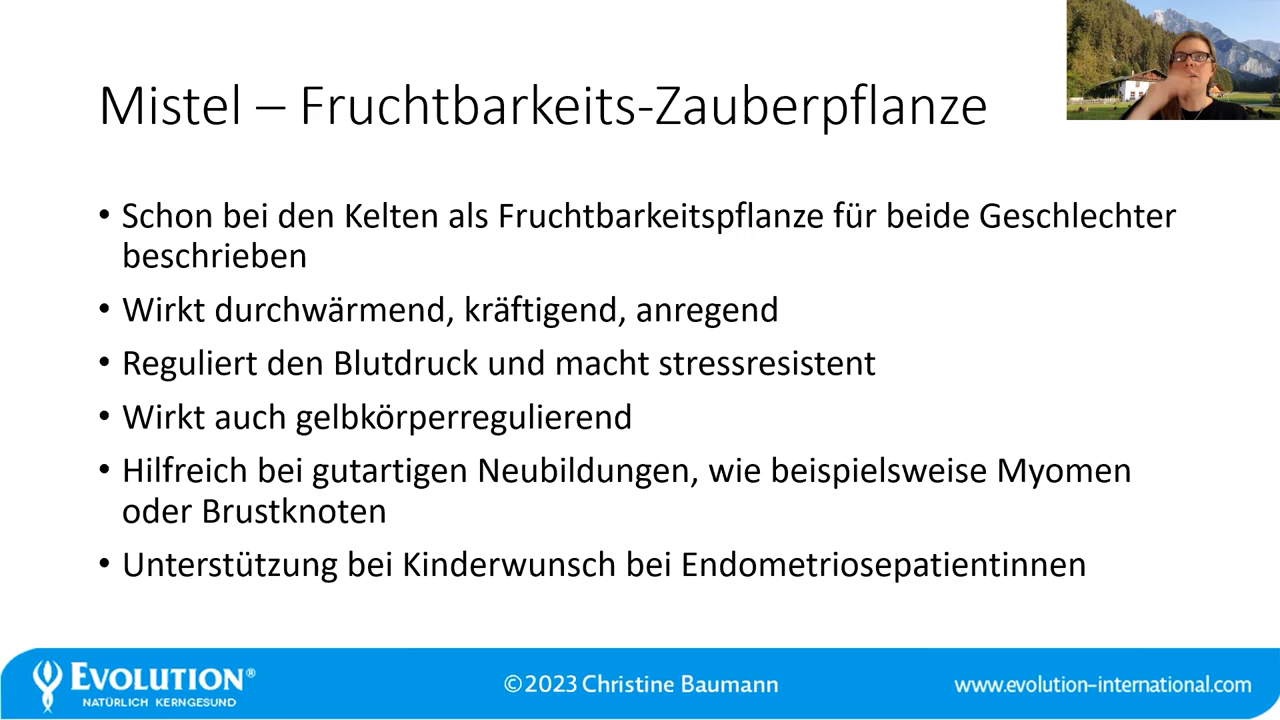 Mistel – Fruchtbarkeits-Zauberpflanze
• Schon bei den Kelten als Fruchtbarkeitspflanze für beide Geschlechter
beschrieben
• Wirkt durchwärmend, kräftigend, anregend
• Reguliert den Blutdruck und macht stressresistent
• Wirkt auch gelbkörperregulierend
• Hilfreich bei gutartigen Neubildungen, wie beispielsweise Myomen
oder Brustknoten
• Unterstützung bei Kinderwunsch bei Endometriosepatientinnen
EVOLUTION®
NATÜRLICH KERNGESUND
©2023 Christine Baumann
www.evolution-international.com